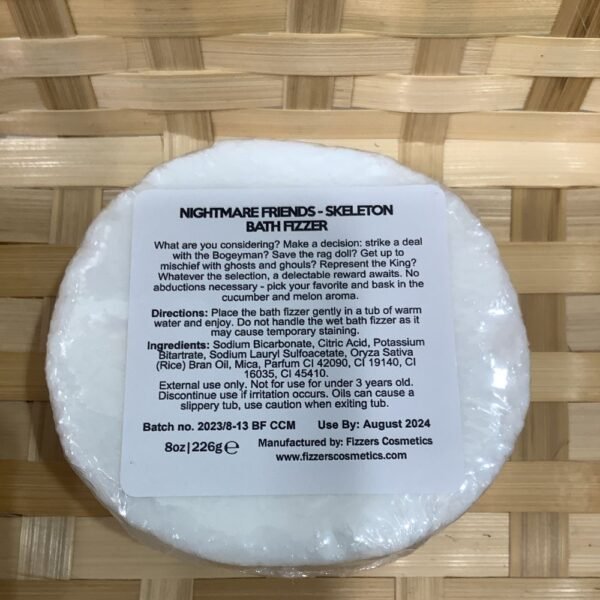 NIGHTMARE FRIENDS - SKELETON
BATH FIZZER
What are you considering? Make a decision: strike a deal
with the Bogeyman? Save the rag doll? Get up to
mischief with ghosts and ghouls? Represent the King?
Whatever the selection, a delectable reward awaits. No
abductions necessary - pick your favorite and bask in the
cucumber and melon aroma.
Directions: Place the bath fizzer gently in a tub of warm
water and enjoy. Do not handle the wet bath fizzer as it
may cause temporary staining.
Ingredients: Sodium Bicarbonate, Citric Acid, Potassium
Bitartrate, Sodium Lauryl Sulfoacetate, Oryza Sativa
(Rice) Bran Oil, Mica, Parfum CI 42090, CI 19140, CI
16035, CI 45410.
External use only. Not for use for under 3 years old.
Discontinue use if irritation occurs. Oils can cause a
slippery tub, use caution when exiting tub.
Batch no. 2023/8-13 BF CCM Use By: August 2024
8oz|226g℮ Manufactured by: Fizzers Cosmetics
www.fizzerscosmetics.com